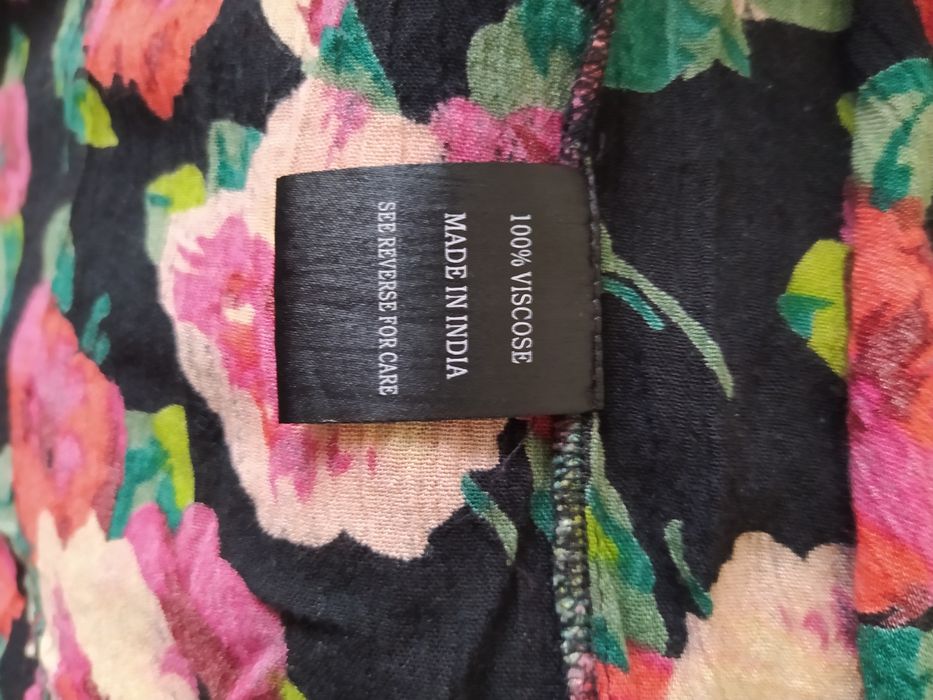 100% VISCOSE
MADE IN INDIA
SEE REVERSE FOR CARE